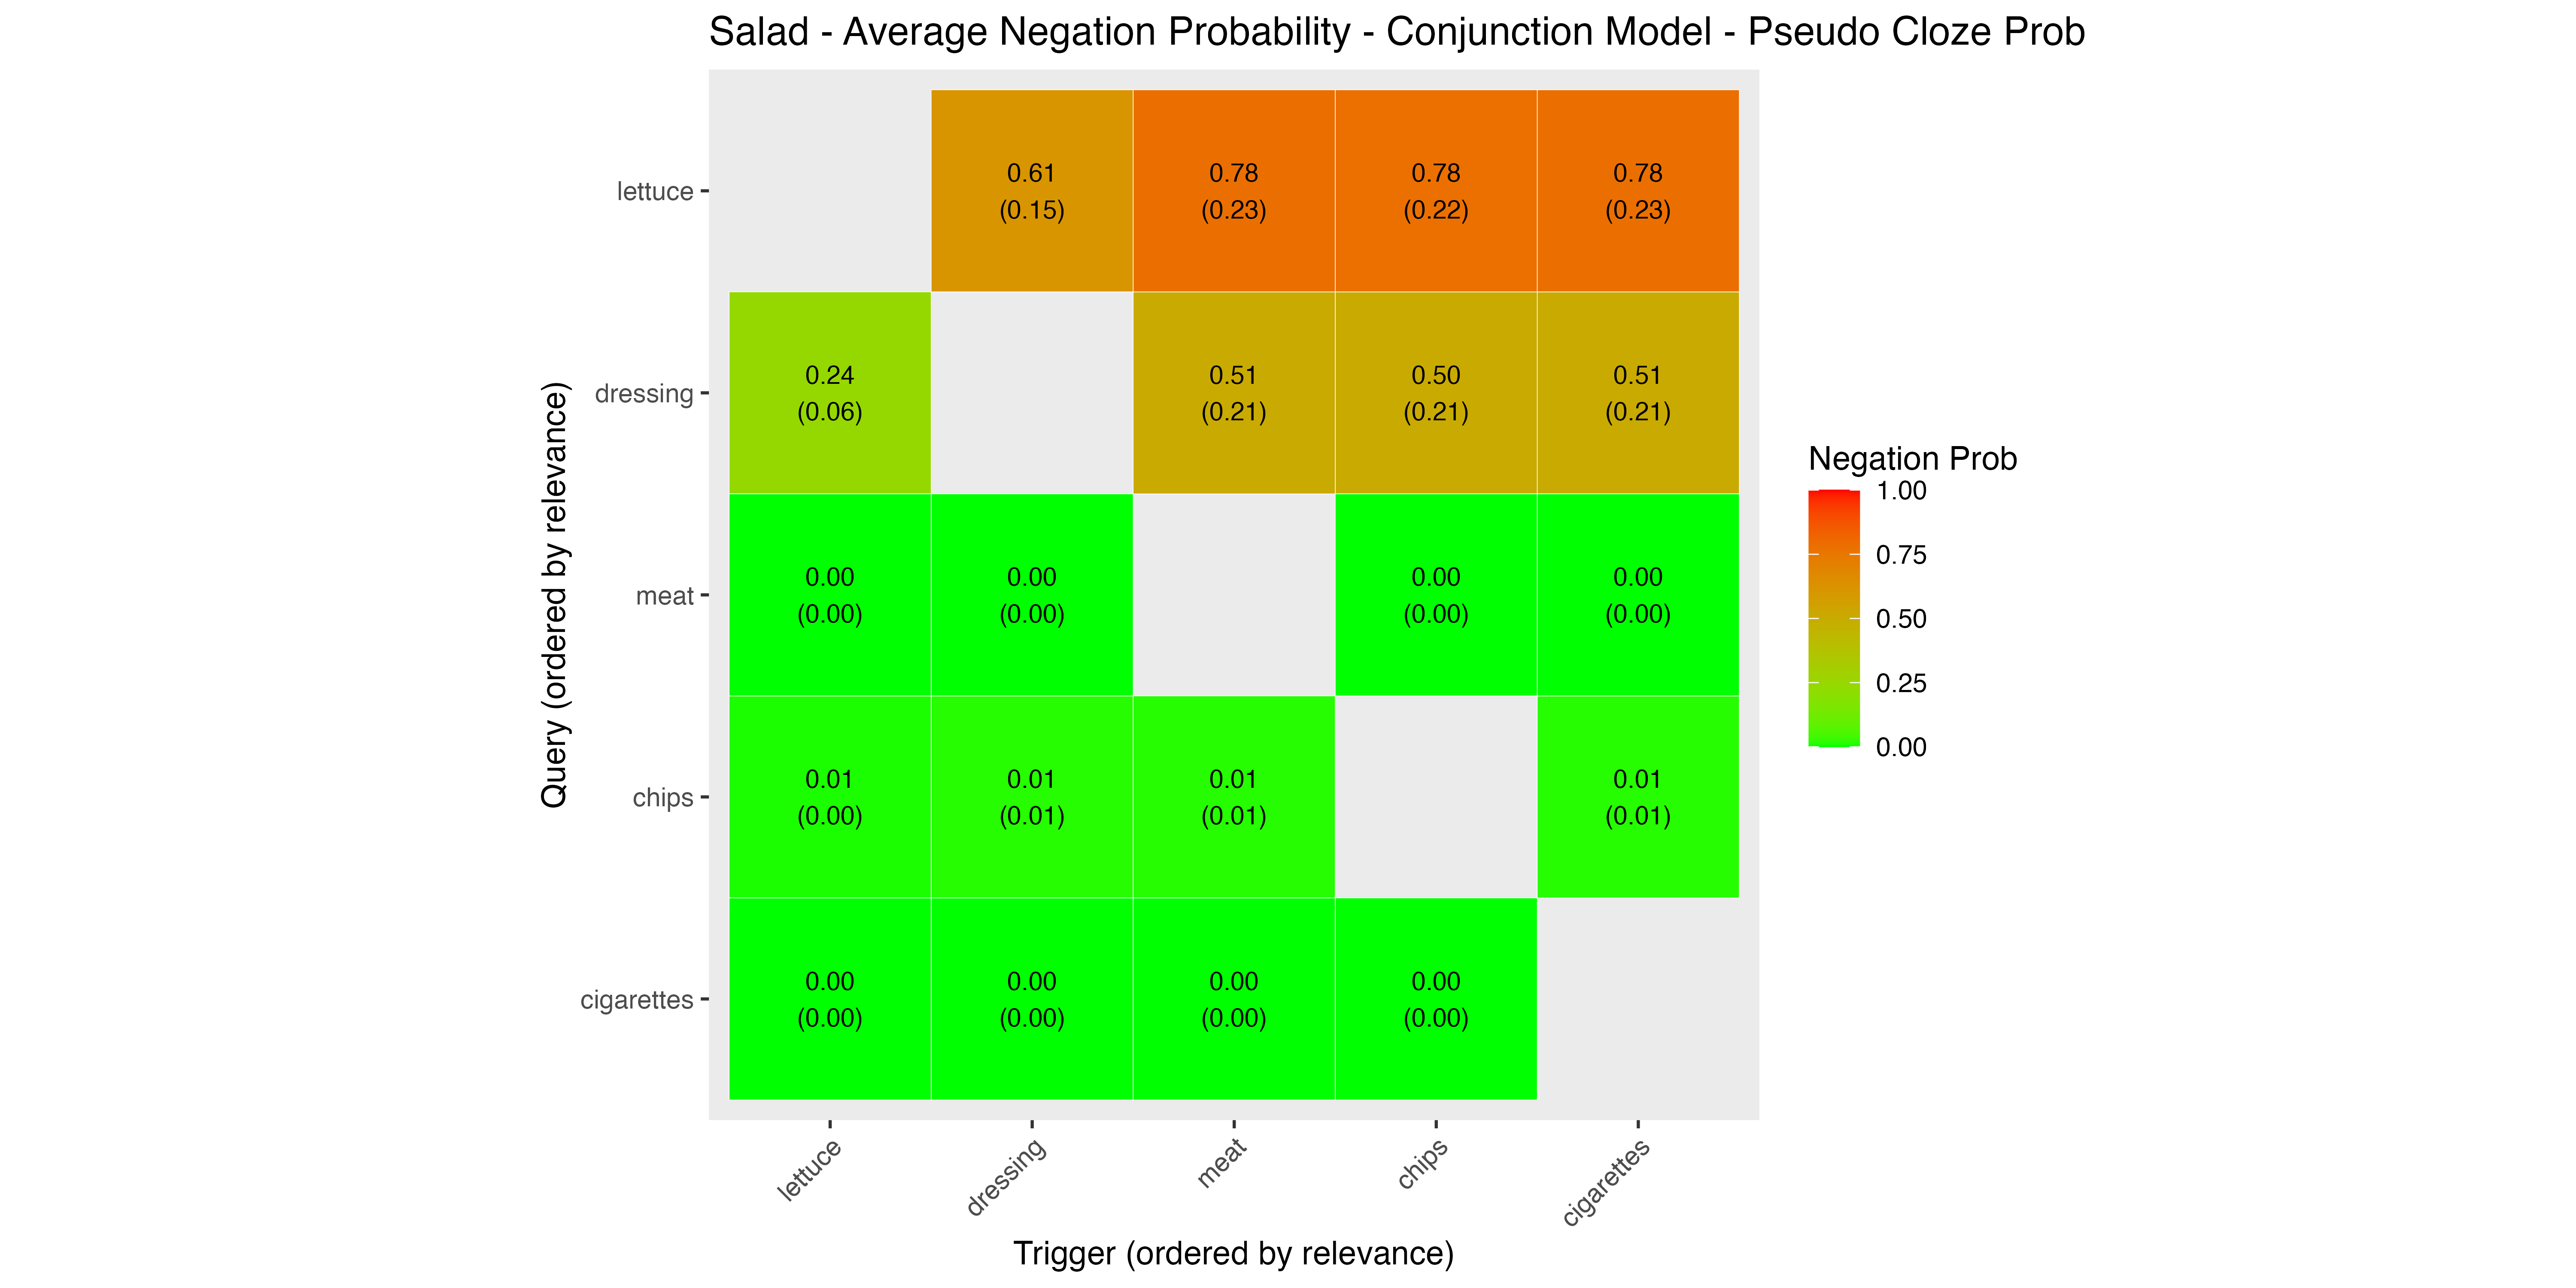 Salad - Average Negation Probability - Conjunction Model - Pseudo Cloze Prob
Query (ordered by relevance)
lettuce
0.61 0.78 0.78 0.78
(0.15) (0.23) (0.22) (0.23)
dressing
0.24 0.51 0.50 0.51
(0.06) (0.21) (0.21) (0.21)
meat
0.00 0.00 0.00 0.00
(0.00) (0.00) (0.00) (0.00)
chips
0.01 0.01 0.01 0.01
(0.00) (0.01) (0.01) (0.01)
cigarettes
0.00 0.00 0.00 0.00
(0.00) (0.00) (0.00) (0.00)
lettuce dressing meat chips cigarettes
Trigger (ordered by relevance)
Negation Prob
1.00
0.75
0.50
0.25
0.00